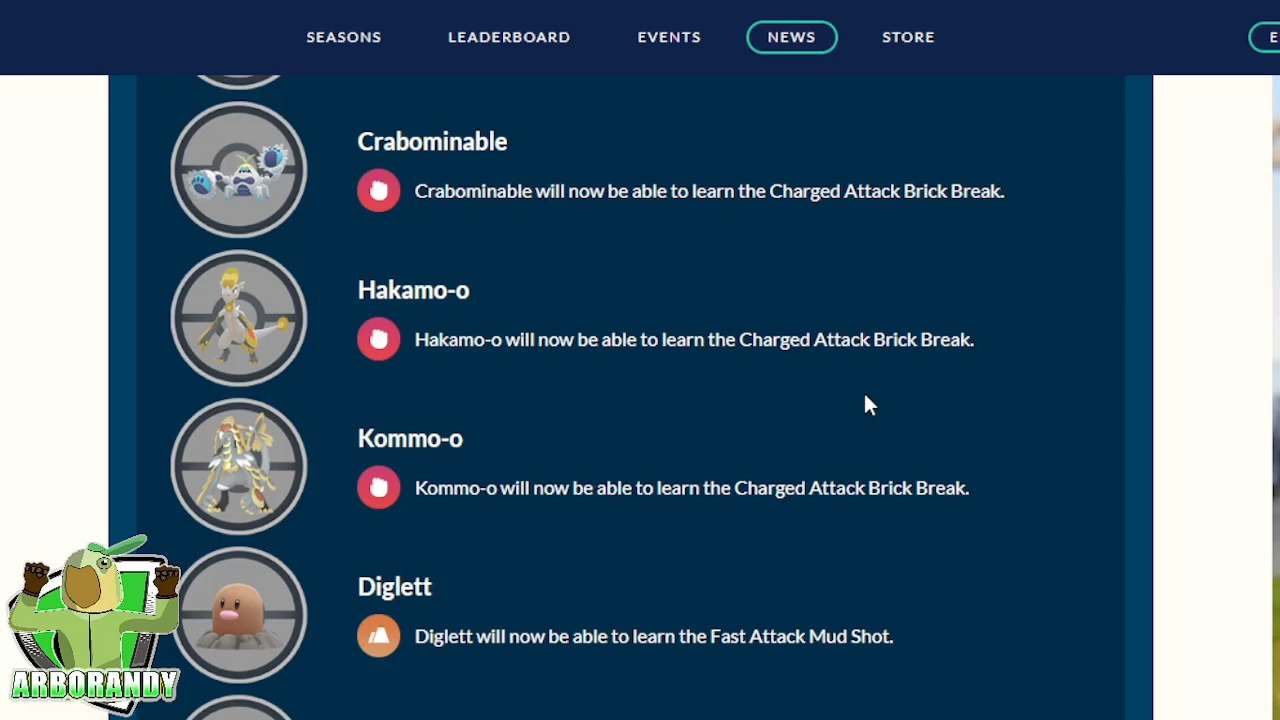 SEASONS LEADERBOARD EVENTS NEWS STORE E
Crabominable
Crabominable will now be able to learn the Charged Attack Brick Break.
Hakamo-o
Hakamo-o will now be able to learn the Charged Attack Brick Break.
Kommo-o
Kommo-o will now be able to learn the Charged Attack Brick Break.
Diglett
Diglett will now be able to learn the Fast Attack Mud Shot.
ARBORANDY